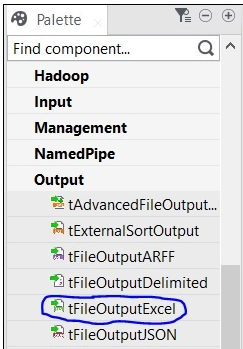 Palette
Find component...
Hadoop
Input
Management
NamedPipe
Output
tAdvancedFileOutput...
tExternalSortOutput
tFileOutputARFF
tFileOutputDelimited
tFileOutputExcel
tFileOutputJSON